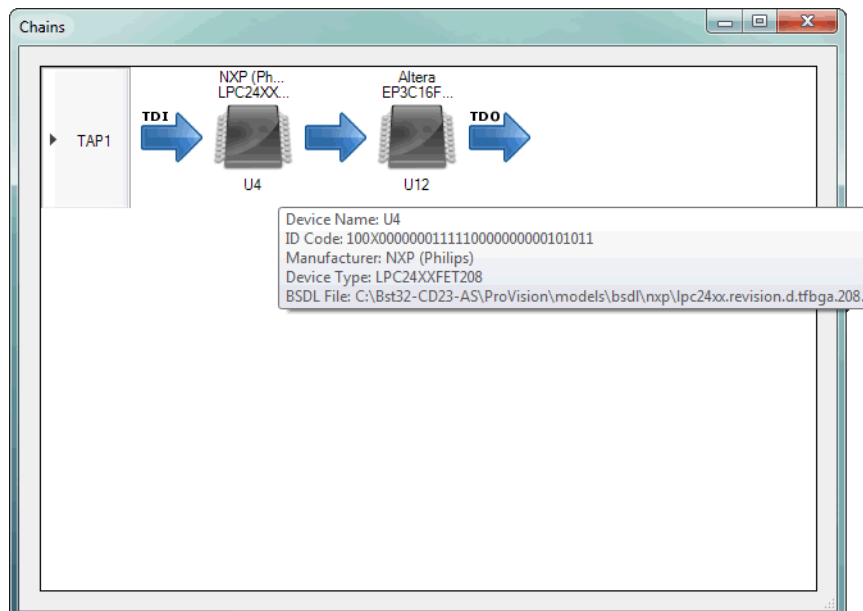 Chains
NXP (Ph...
LPC24XX...
Altera
EP3C16F...
TAP1
TDI
TDO
U4
U12
Device Name: U4
ID Code: 100X0000000111110000000000101011
Manufacturer: NXP (Philips)
Device Type: LPC24XXFET208
BSDL File: C:\Bst32-CD23-AS\ProVision\models\bsdl\nxp\lpc24xx.revision.d.tfbga.208.